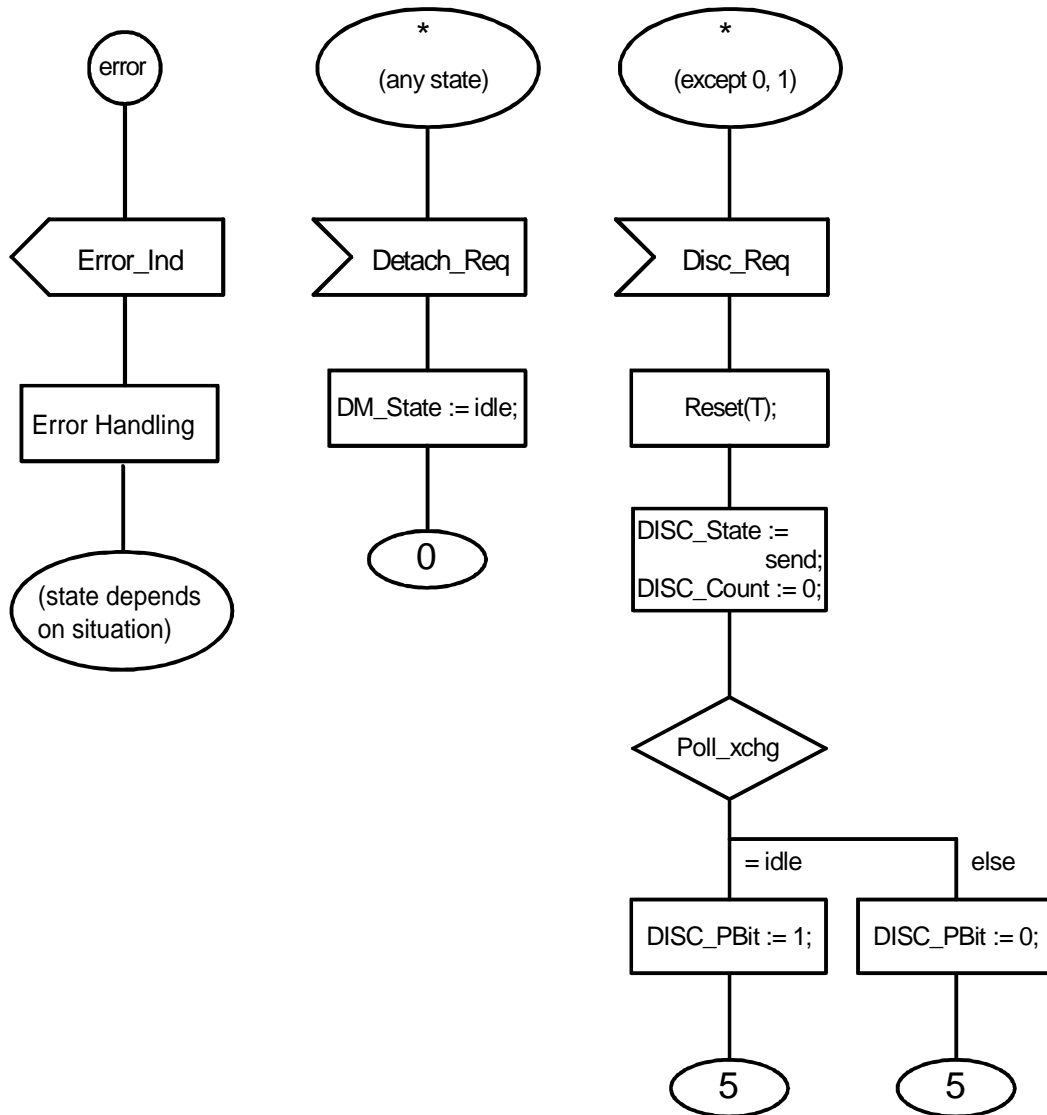 error
Error_Ind
Error Handling
(state depends
on situation)
*
(any state)
Detach_Req
DM_State := idle;
0
*
(except 0, 1)
Disc_Req
Reset(T);
DISC_State :=
send;
DISC_Count := 0;
Poll_xchg
= idle
else
DISC_PBit := 1;
DISC_PBit := 0;
5
5